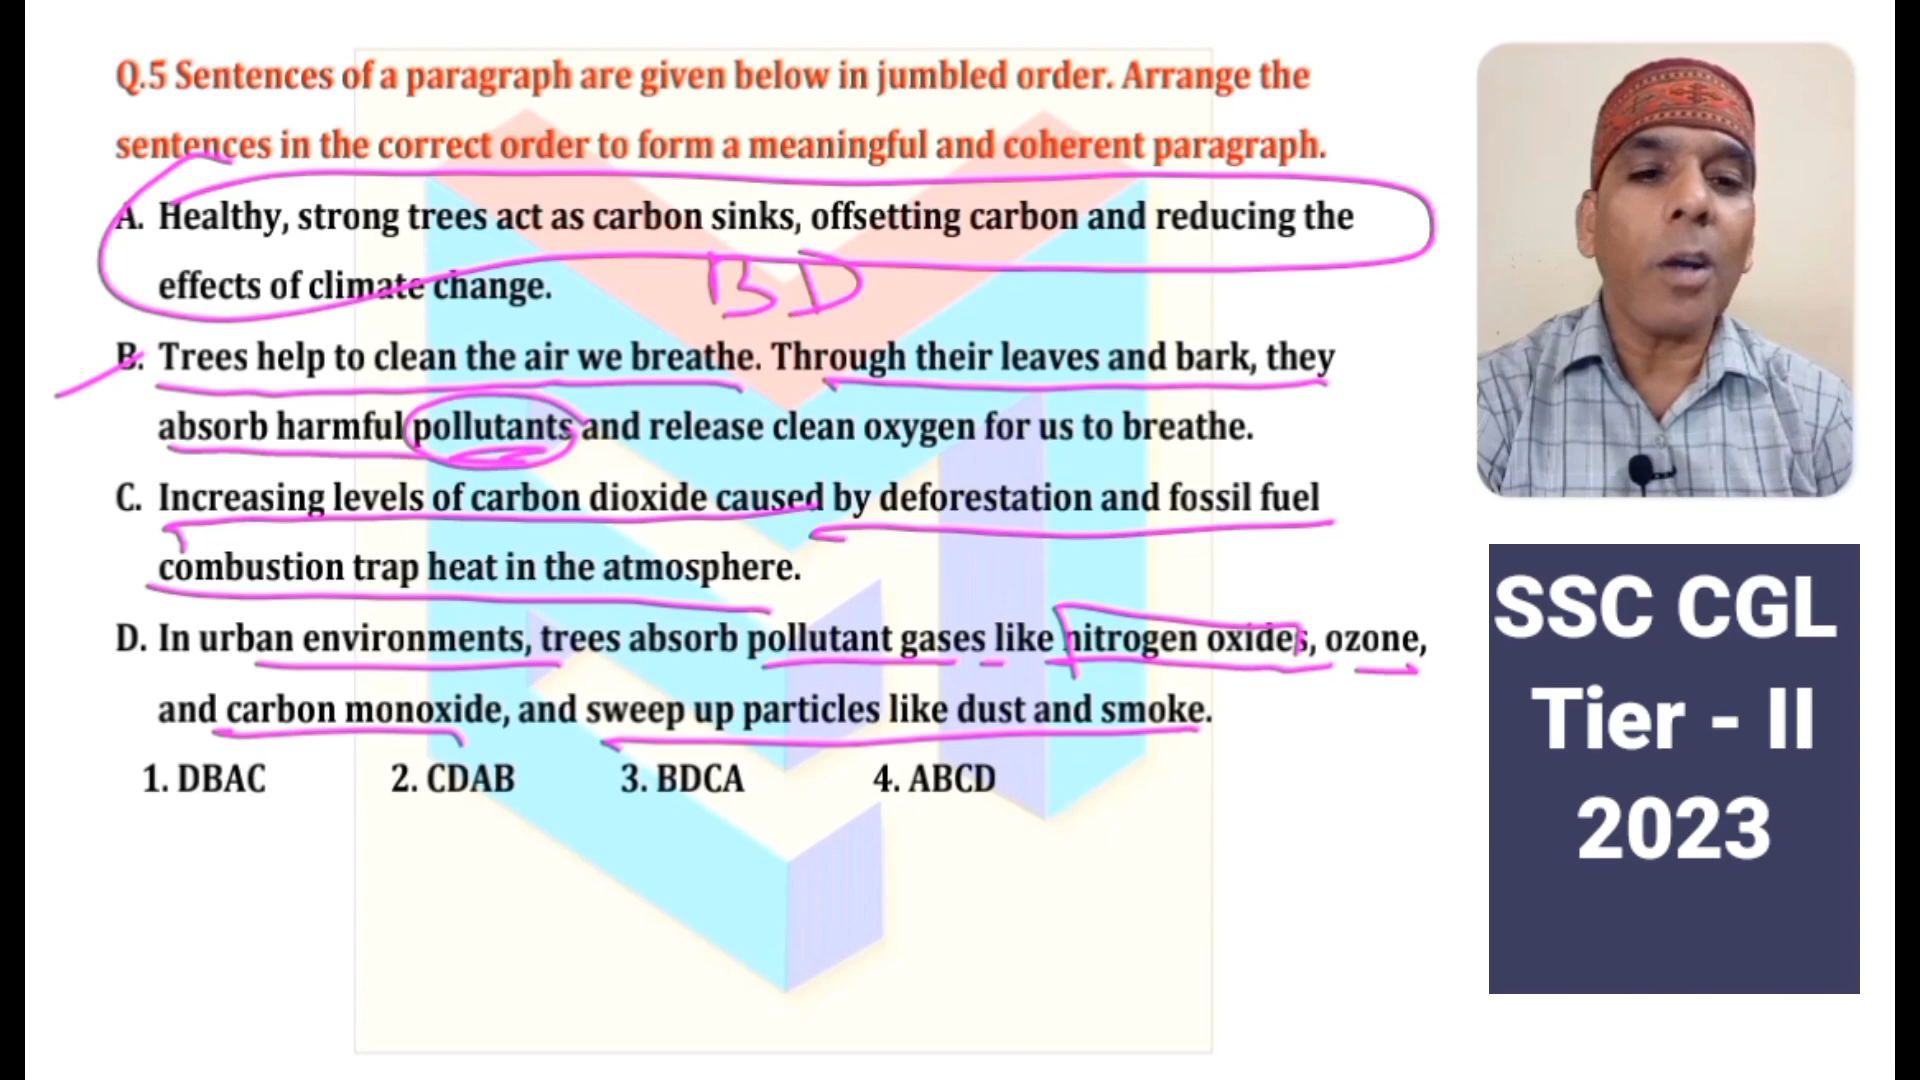 Q.5 Sentences of a paragraph are given below in jumbled order. Arrange the
sentences in the correct order to form a meaningful and coherent paragraph.
A. Healthy, strong trees act as carbon sinks, offsetting carbon and reducing the
effects of climate change.
BD
B. Trees help to clean the air we breathe. Through their leaves and bark, they
absorb harmful pollutants and release clean oxygen for us to breathe.
C. Increasing levels of carbon dioxide caused by deforestation and fossil fuel
combustion trap heat in the atmosphere.
D. In urban environments, trees absorb pollutant gases like nitrogen oxides, ozone,
and carbon monoxide, and sweep up particles like dust and smoke.
1. DBAC 2. CDAB 3. BDCA 4. ABCD
SSC CGL
Tier - II
2023